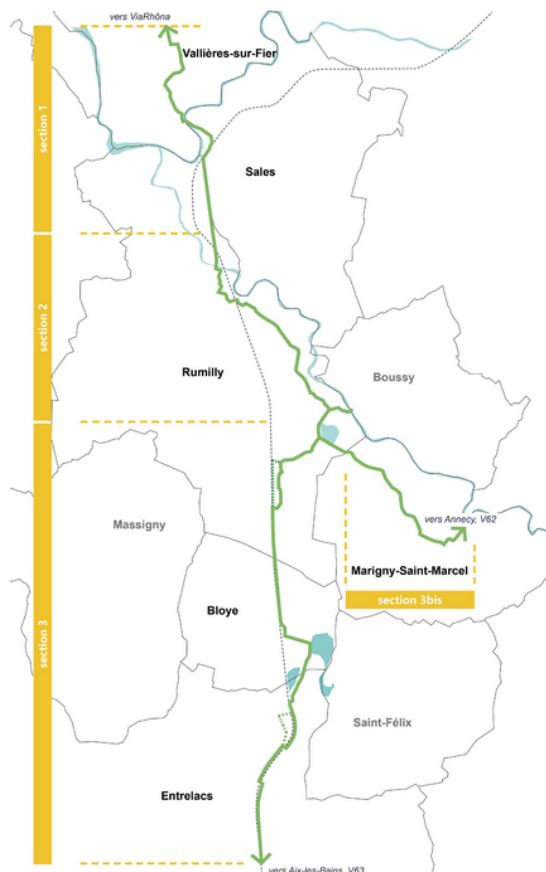 vers ViaRhôna
Vallières-sur-Fier
section 1
Sales
section 2
Rumilly
Boussy
Massigny
vers Annecy, V62
Marigny-Saint-Marcel
section 3bis
Bloye
section 3
Saint-Félix
Entrelacs
vers Aix-les-Bains, V63